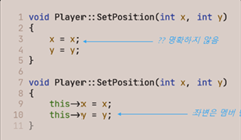 1 void Player::SetPosition(int x, int y)
2 {
3 x = x; !? 명확하지 않음
4 y = y;
5 }
6
7 void Player::SetPosition(int x, int y)
8 {
9 this->x = x;
10 this->y = y; 좌변은 멤버
11 }